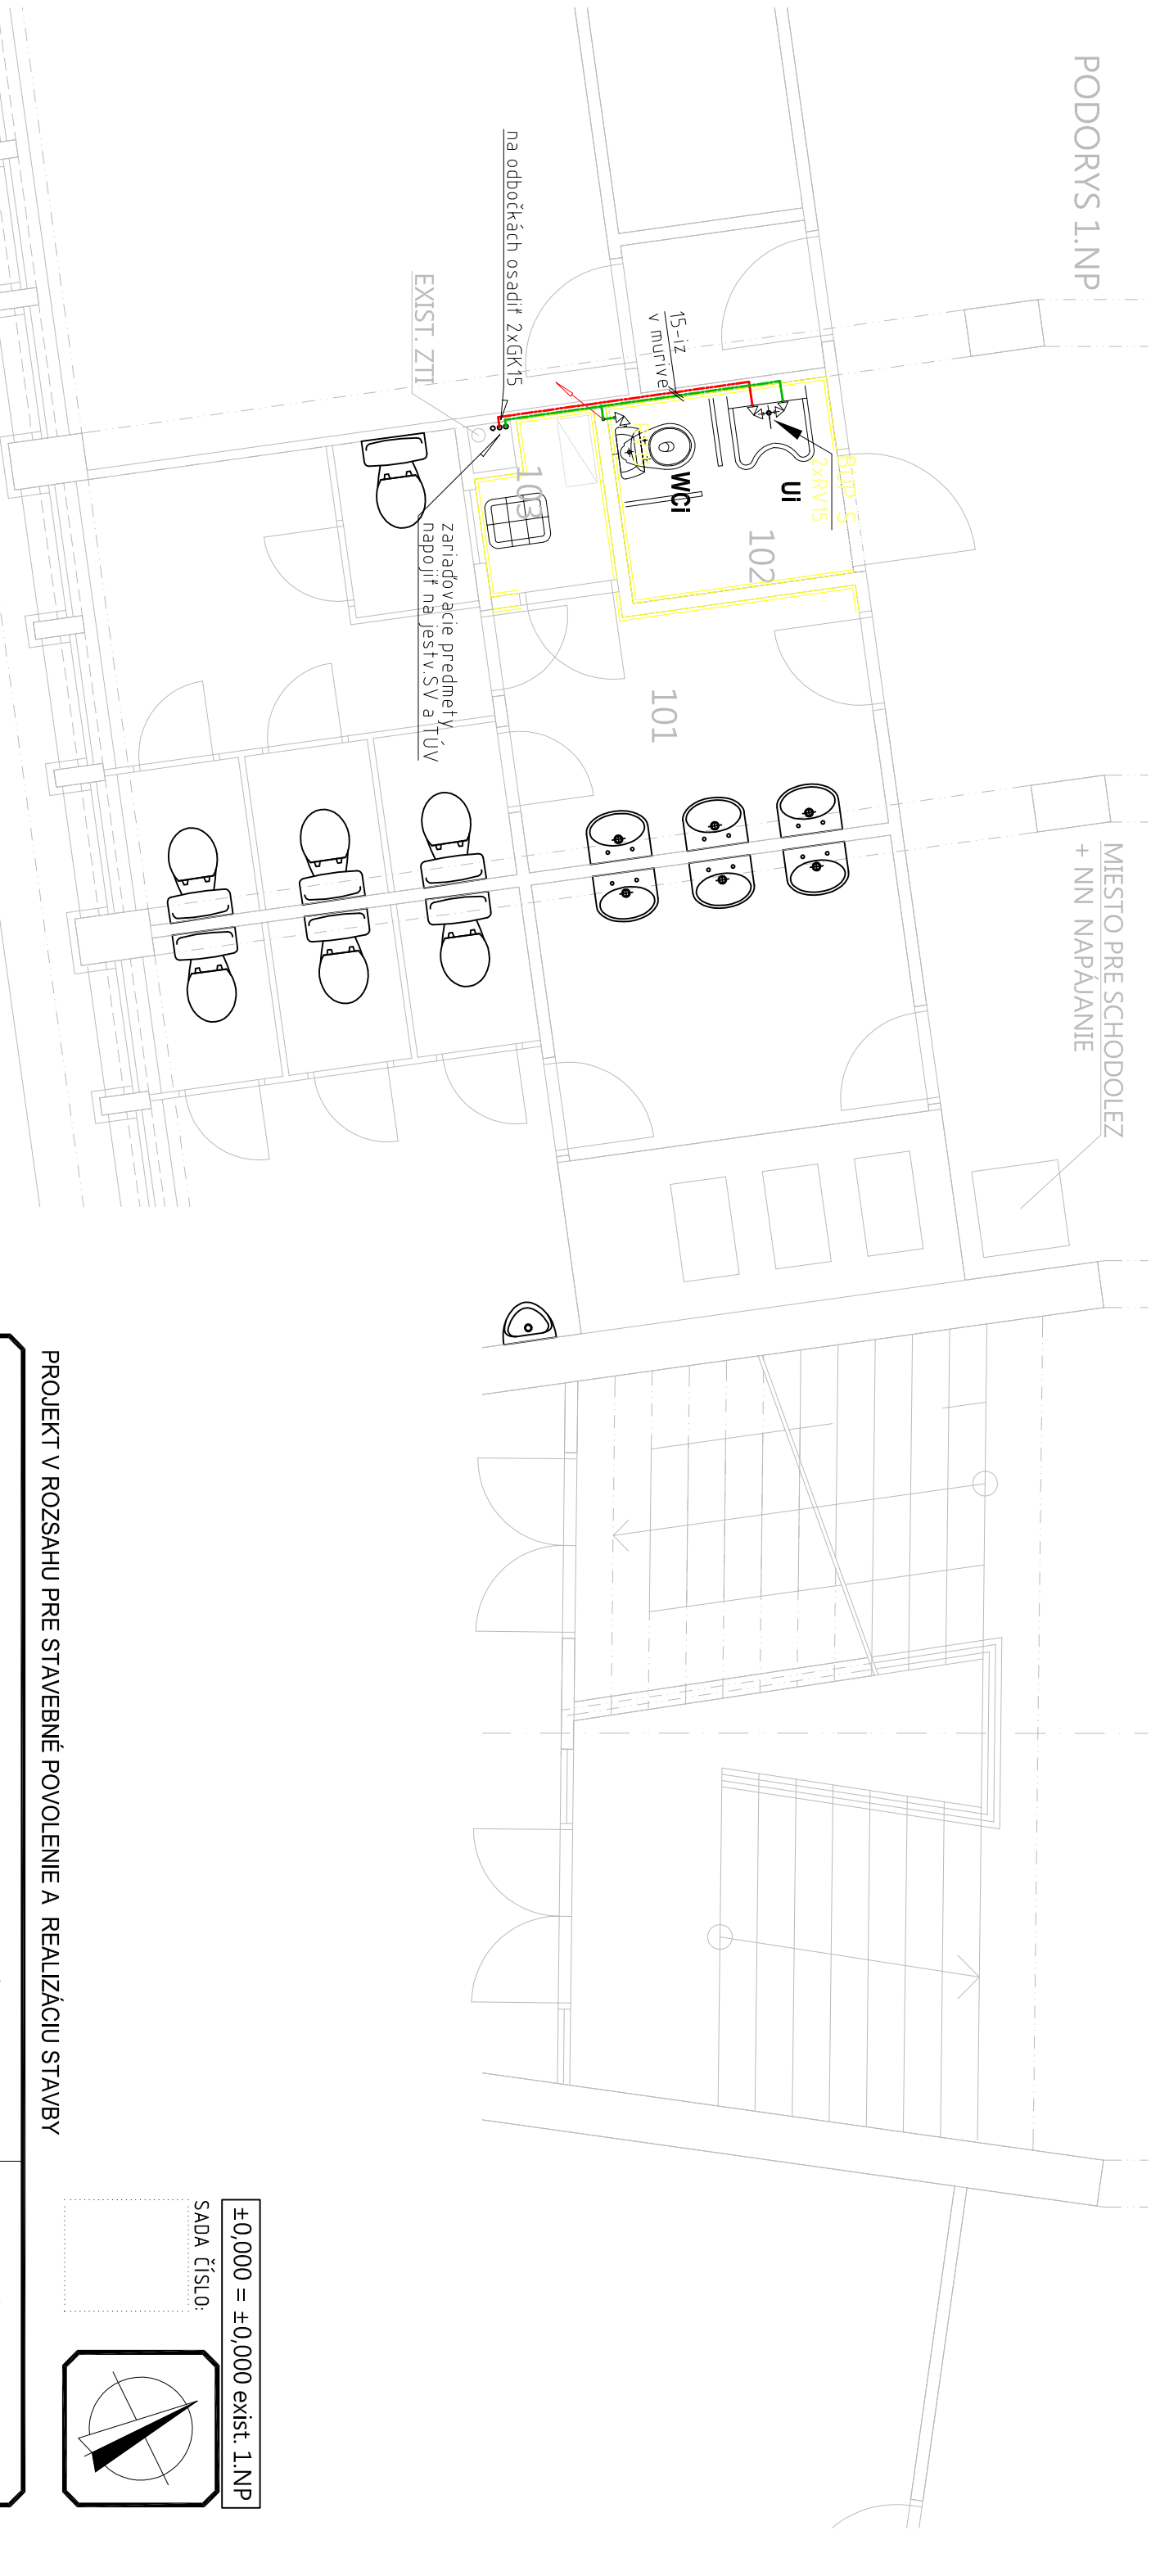 PODORYS 1.NP
MIESTO PRE SCHODOLEZ
+ NN NAPÁJANIE
2xRV15
Ui
102
15-iz
v murive
WCi
101
na odbočkách osadiť 2xGK15
103
EXIST. ZTI
zariaďovacie predmety
napojiť na jestv.SV a TÚV
±0,000 = ±0,000 exist. 1.NP
SADA ČÍSLO:
PROJEKT V ROZSAHU PRE STAVEBNÉ POVOLENIE A REALIZÁCIU STAVBY